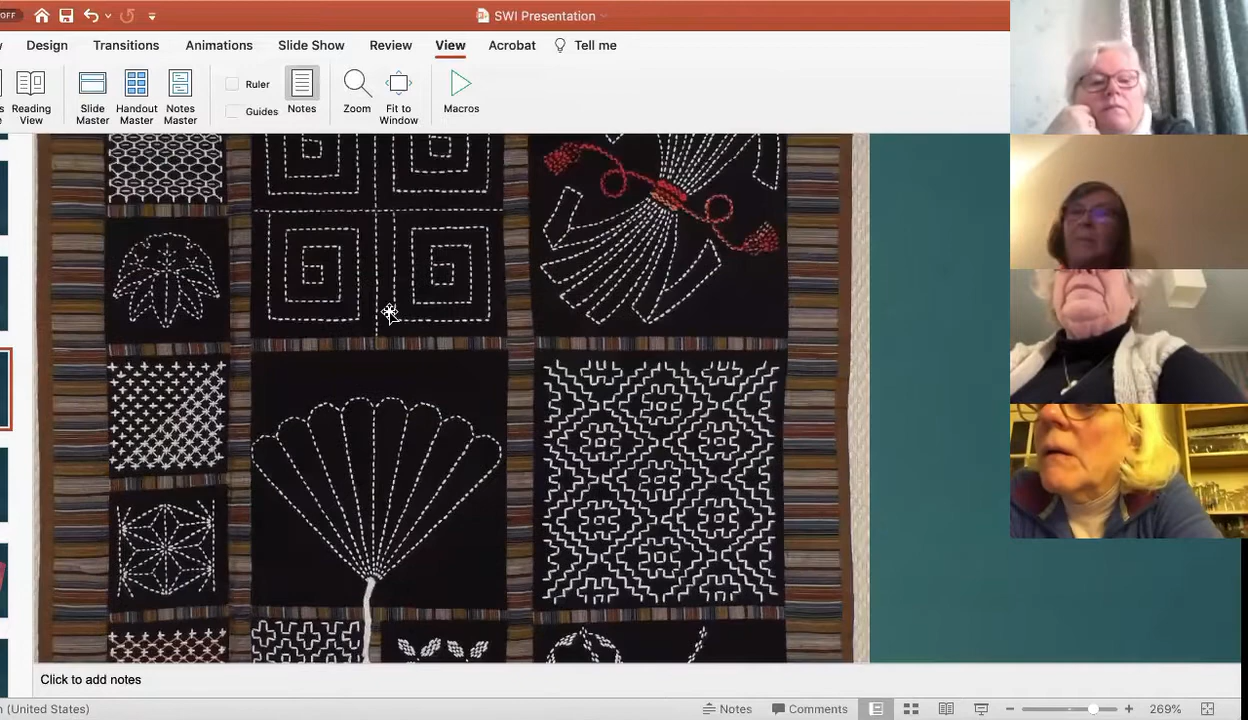 OFF
SWI Presentation
Design Transitions Animations Slide Show Review View Acrobat Tell me
Reading View
Slide Master
Handout Master
Notes Master
Ruler
Guides
Notes
Zoom
Fit to Window
Macros
Click to add notes
(United States)
Notes
Comments
269%